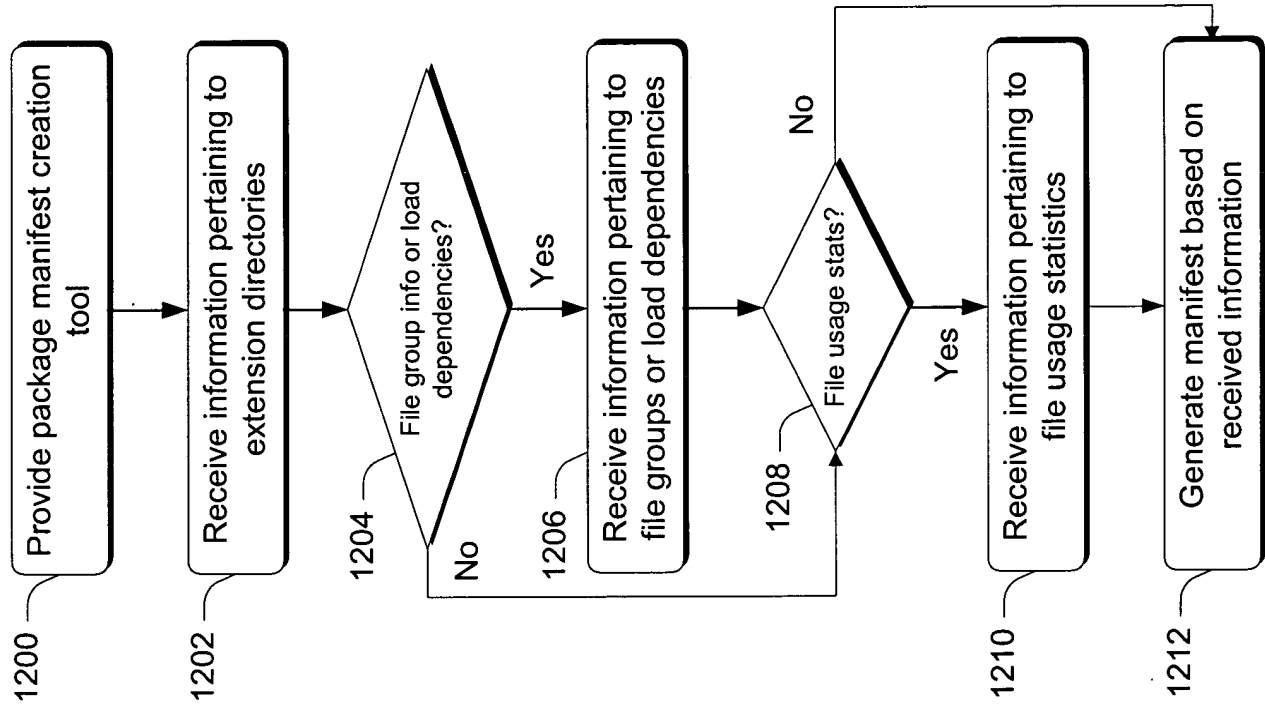 1200
Provide package manifest creation
tool
1202
Receive information pertaining to
extension directories
1204
File group info or load
dependencies?
No
Yes
1206
Receive information pertaining to
file groups or load dependencies
1208
File usage stats?
No
Yes
1210
Receive information pertaining to
file usage statistics
1212
Generate manifest based on
received information